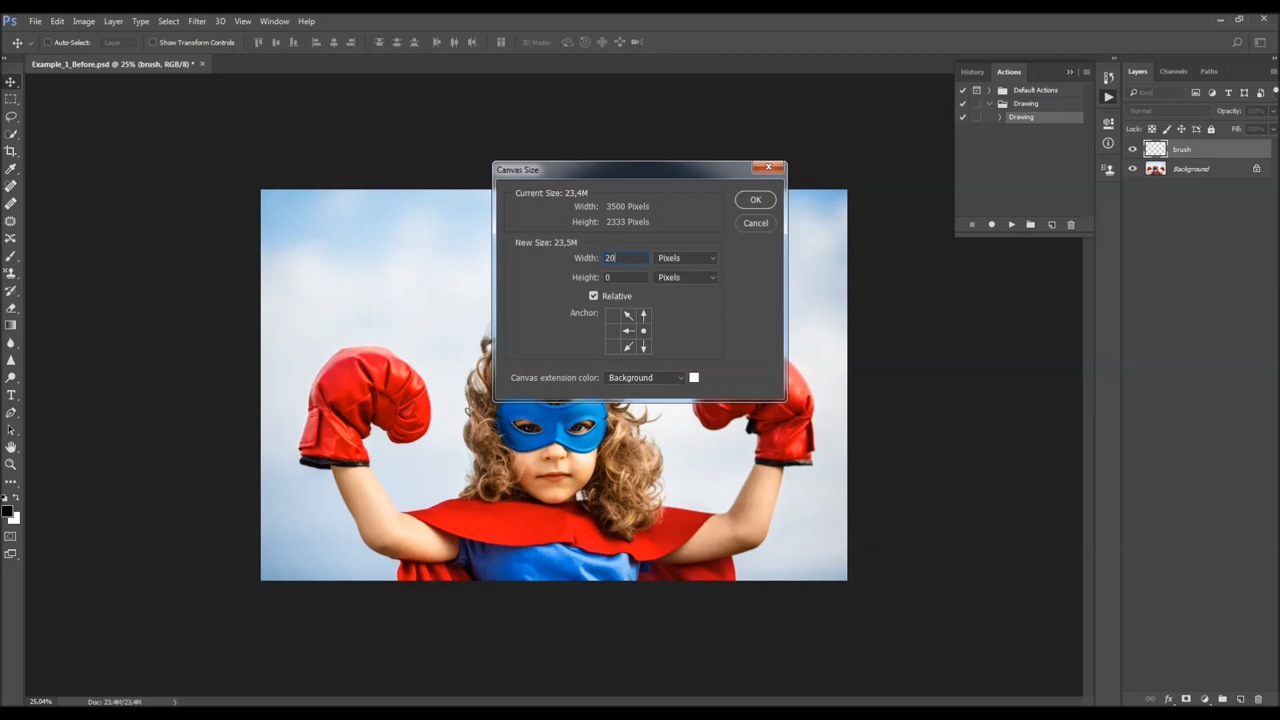 Ps File Edit Image Layer Type Select Filter 3D View Window Help
Auto-Select: Layer Show Transform Controls 3D Mode:
Example_1_Before.psd @ 25% (brush, RGB/8) * ×
History Actions
Default Actions
Drawing
Drawing
Layers Channels Paths
Kind
Normal Opacity: 100%
Lock: Fill: 100%
brush
Background
Canvas Size
Current Size: 23,4M
Width: 3500 Pixels
Height: 2333 Pixels
OK
Cancel
New Size: 23,5M
Width: 20 Pixels
Height: 0 Pixels
Relative
Anchor:
Canvas extension color: Background
25,04% Doc: 23,4M/23,4M
fx